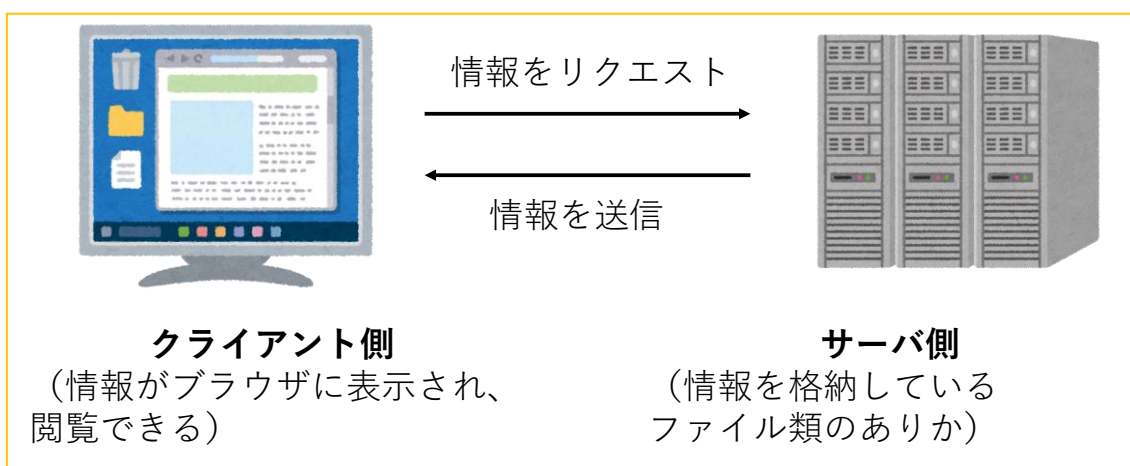 情報をリクエスト
情報を送信
クライアント側
（情報がブラウザに表示され、
閲覧できる）
サーバ側
（情報を格納している
ファイル類のありか）